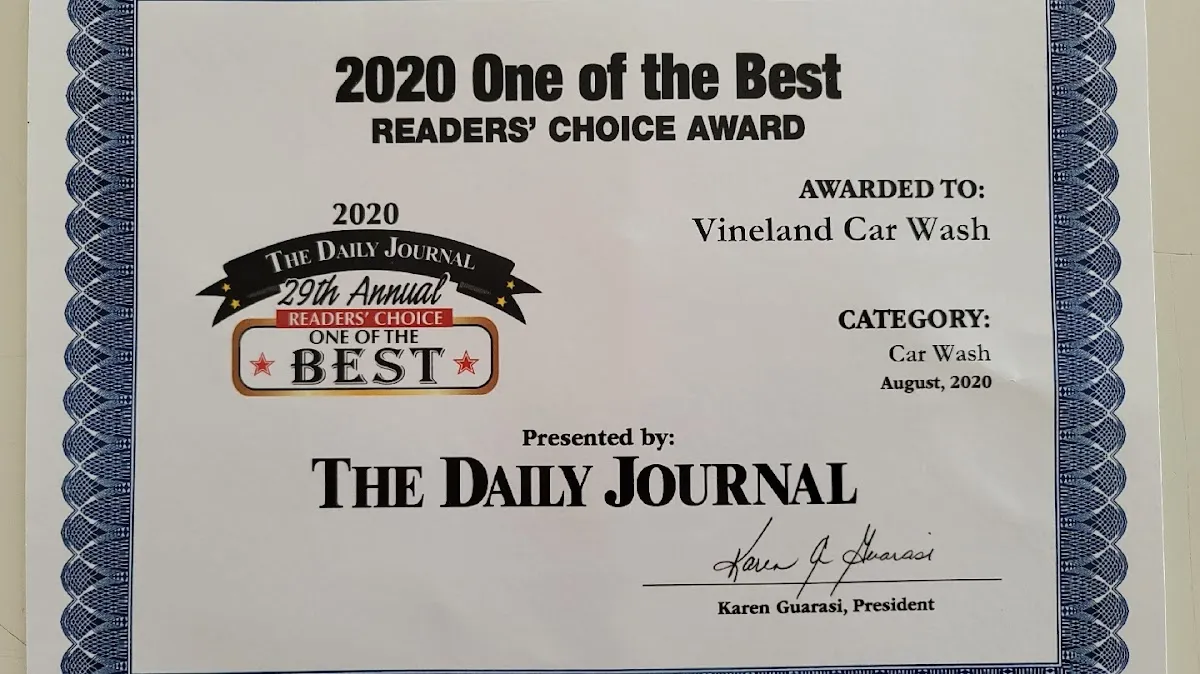 2020 One of the Best
READERS' CHOICE AWARD
2020
THE DAILY JOURNAL
29th Annual
READERS' CHOICE
ONE OF THE
BEST
AWARDED TO:
Vineland Car Wash
CATEGORY:
Car Wash
August, 2020
Presented by:
THE DAILY JOURNAL
Karen A Guarasi
Karen Guarasi, President